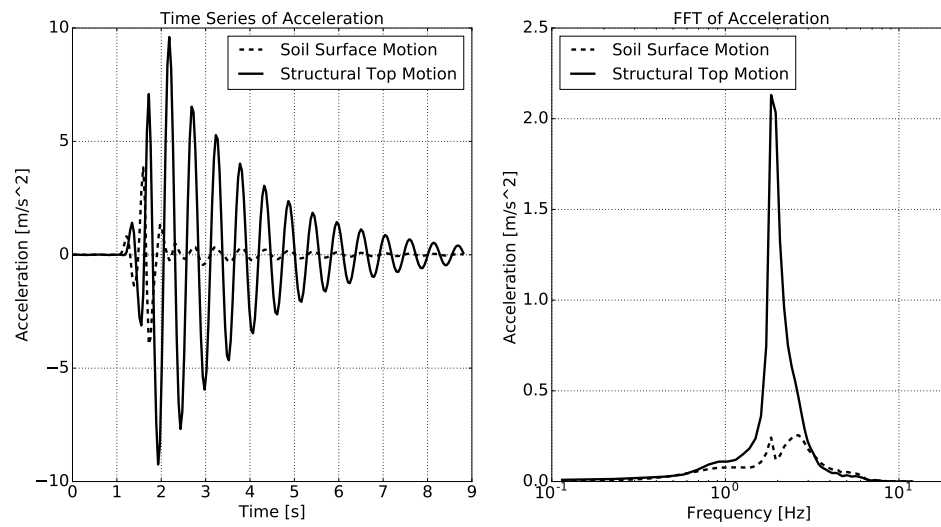 Time Series of Acceleration
Soil Surface Motion
Structural Top Motion
Acceleration [m/s^2]
10
5
0
−5
−10
0 1 2 3 4 5 6 7 8 9
Time [s]
FFT of Acceleration
Soil Surface Motion
Structural Top Motion
Acceleration [m/s^2]
2.5
2.0
1.5
1.0
0.5
0.0
10^-1 10^0 10^1
Frequency [Hz]